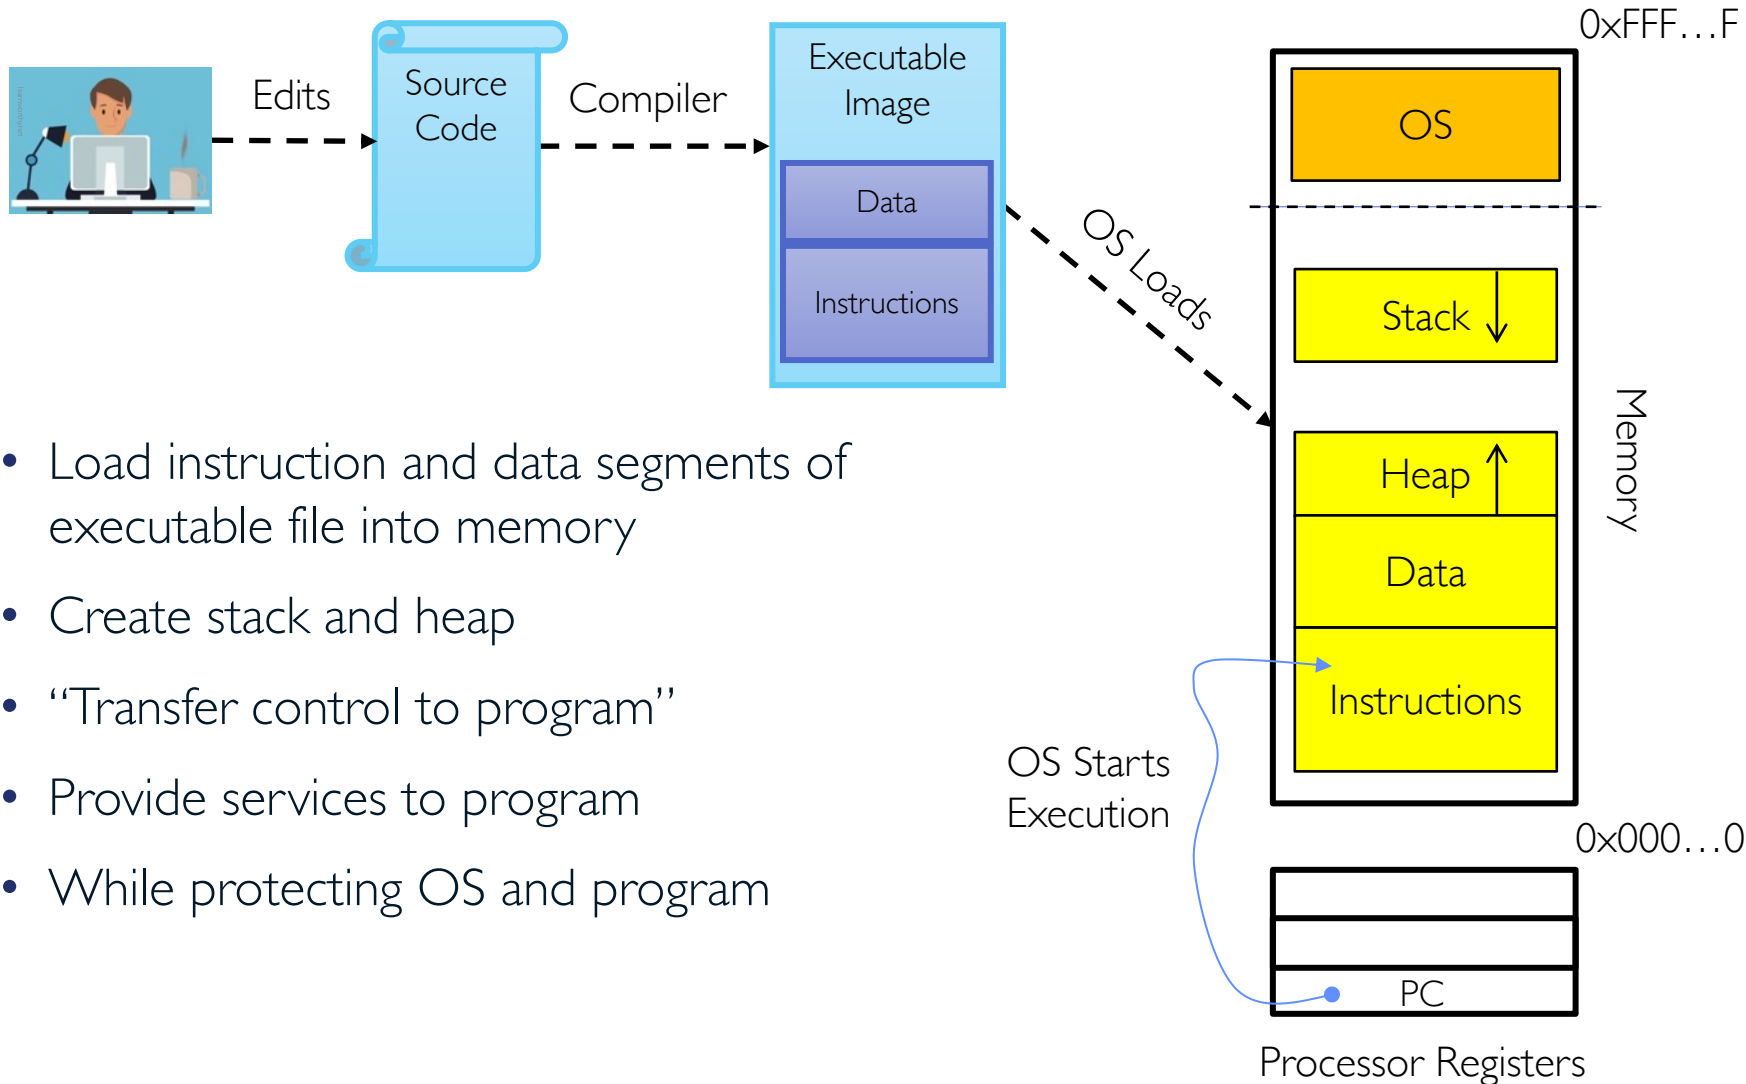 Edits
Source
Code
Compiler
Executable
Image
Data
Instructions
OS Loads
0xFFF…F
OS
Stack
Heap
Data
Instructions
Memory
0x000…0
OS Starts
Execution
PC
Processor Registers
• Load instruction and data segments of
executable file into memory
• Create stack and heap
• “Transfer control to program”
• Provide services to program
• While protecting OS and program